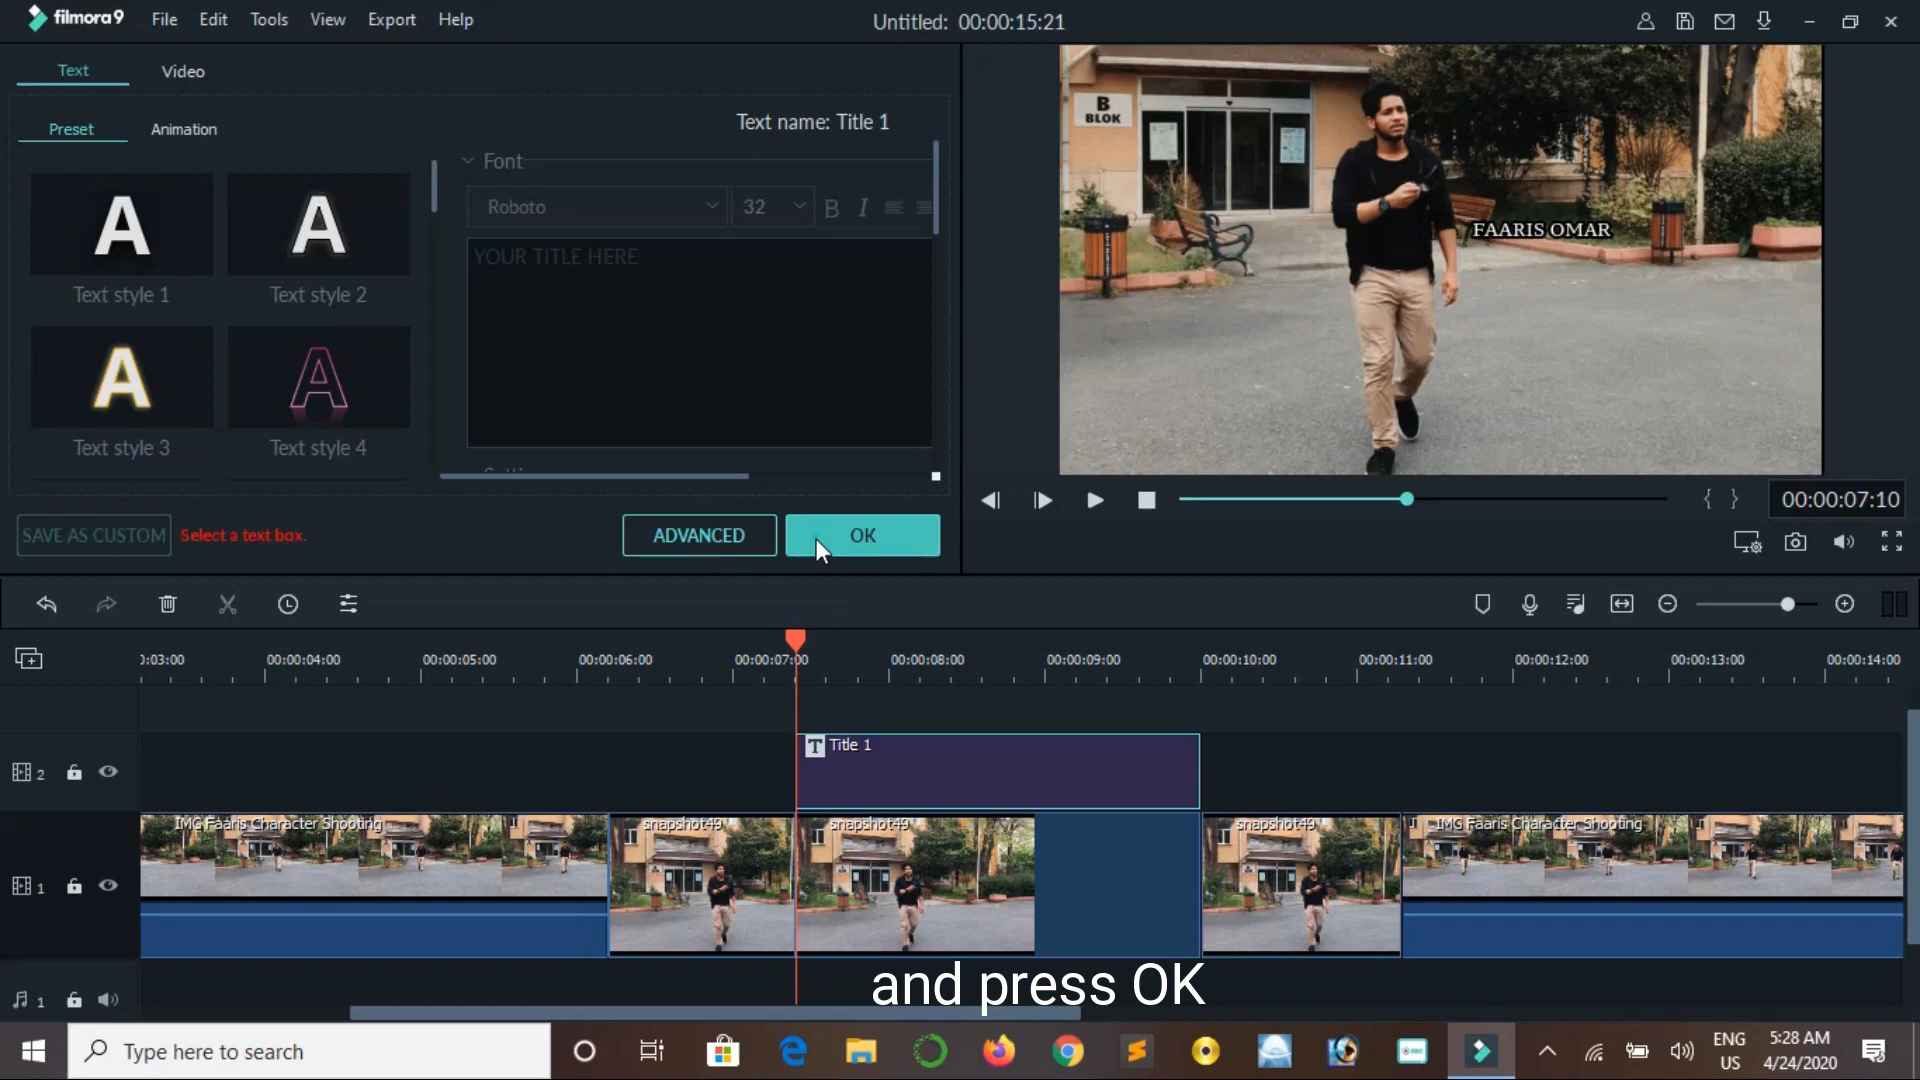 filmora9 File Edit Tools View Export Help
Untitled: 00:00:15:21
Text Video
Preset Animation
Text name: Title 1
Font
Roboto 32 B I
YOUR TITLE HERE
A A
Text style 1 Text style 2
A A
Text style 3 Text style 4
SAVE AS CUSTOM Select a text box.
ADVANCED OK
B
BLOK
FAARIS OMAR
{ } 00:00:07:10
00:00:04:00 00:00:05:00 00:00:06:00 00:00:07:00 00:00:08:00 00:00:09:00 00:00:10:00 00:00:11:00 00:00:12:00 00:00:13:00 00:00:14:00
T Title 1
2
IMG Faaris Character Shooting snapshot49 snapshot49 snapshot49 IMG Faaris Character Shooting
1
1
and press OK
Type here to search
ENG
US
5:28 AM
4/24/2020